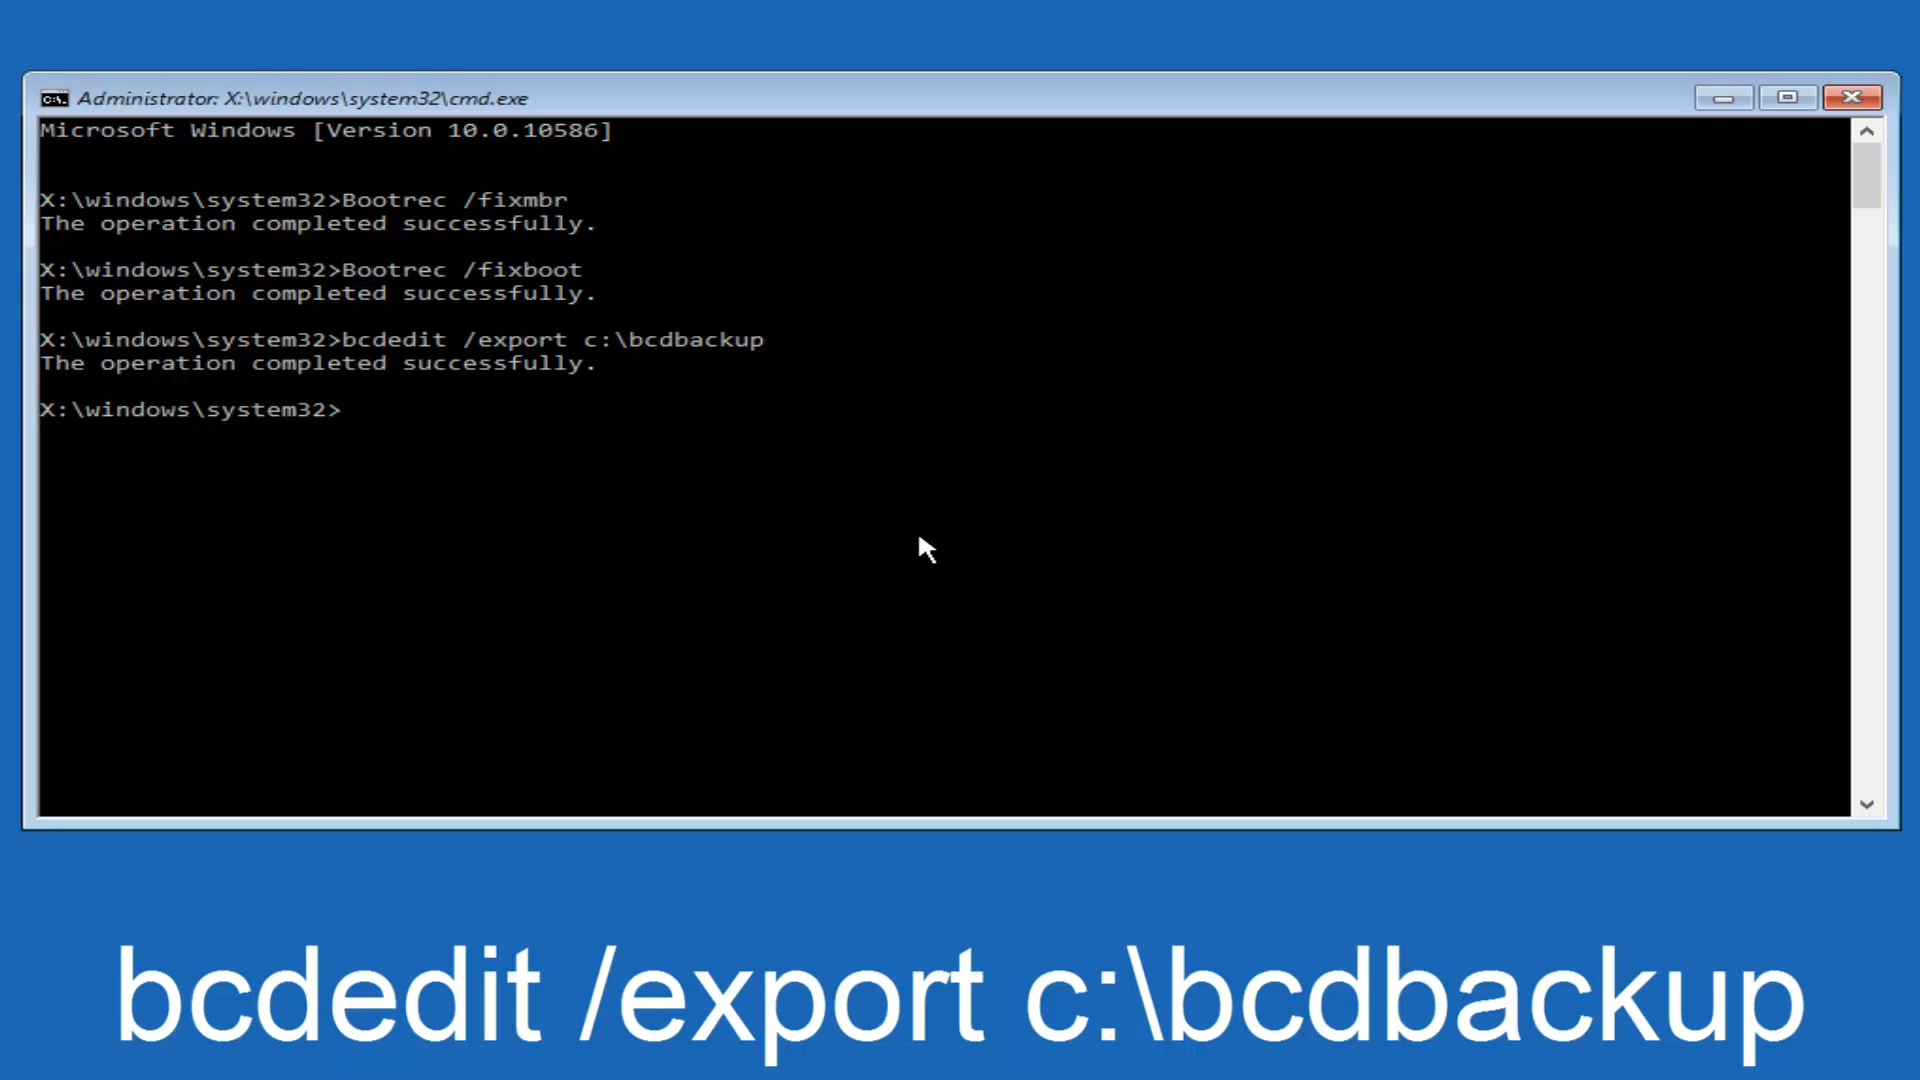 Administrator: X:\windows\system32\cmd.exe
Microsoft Windows [Version 10.0.10586]
X:\windows\system32>Bootrec /fixmbr
The operation completed successfully.
X:\windows\system32>Bootrec /fixboot
The operation completed successfully.
X:\windows\system32>bcdedit /export c:\bcdbackup
The operation completed successfully.
X:\windows\system32>
bcdedit /export c:\bcdbackup